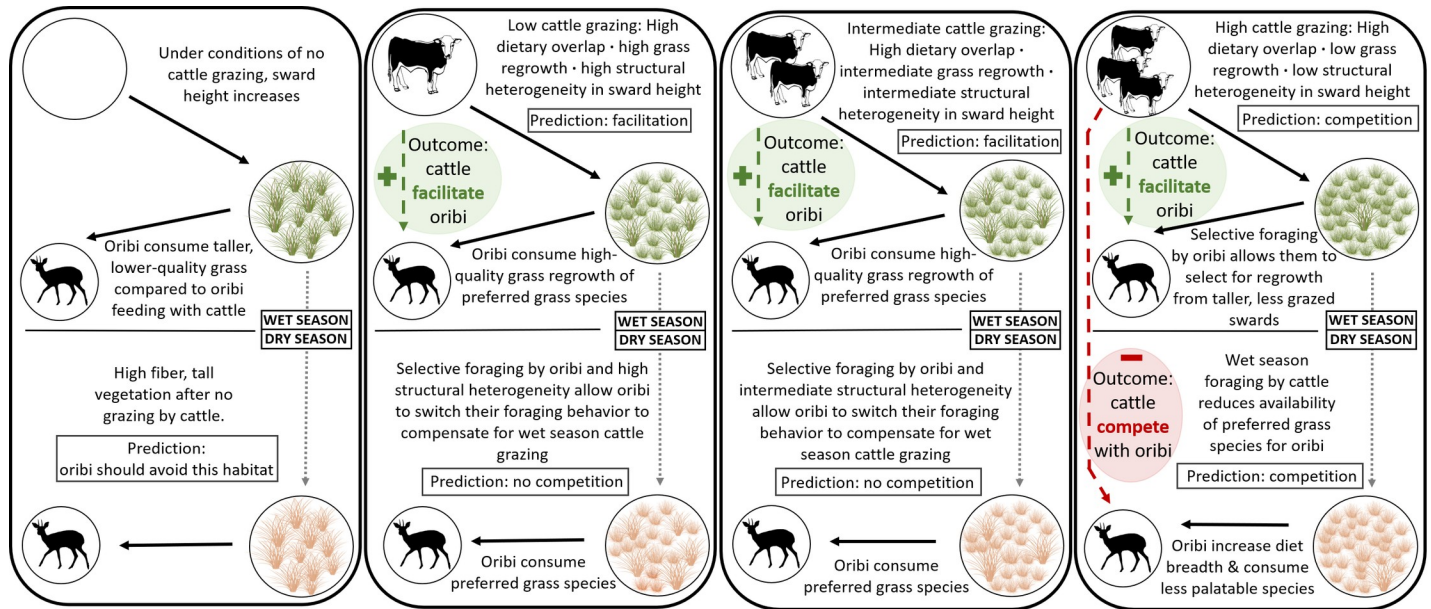 Under conditions of no
cattle grazing, sward
height increases
Oribi consume taller,
lower-quality grass
compared to oribi
feeding with cattle
WET SEASON
DRY SEASON
High fiber, tall
vegetation after no
grazing by cattle.
Prediction:
oribi should avoid this habitat
Low cattle grazing: High
dietary overlap · high grass
regrowth · high structural
heterogeneity in sward height
Prediction: facilitation
Outcome:
cattle
facilitate
oribi
Oribi consume high-
quality grass regrowth of
preferred grass species
WET SEASON
DRY SEASON
Selective foraging by oribi and high
structural heterogeneity allow oribi
to switch their foraging behavior to
compensate for wet season cattle
grazing
Prediction: no competition
Oribi consume
preferred grass species
Intermediate cattle grazing:
High dietary overlap ·
intermediate grass regrowth ·
intermediate structural
heterogeneity in sward height
Prediction: facilitation
Outcome:
cattle
facilitate
oribi
Oribi consume high-
quality grass regrowth of
preferred grass species
WET SEASON
DRY SEASON
Selective foraging by oribi and
intermediate structural heterogeneity
allow oribi to switch their foraging
behavior to compensate for wet
season cattle grazing
Prediction: no competition
Oribi consume
preferred grass species
High cattle grazing: High
dietary overlap · low grass
regrowth · low structural
heterogeneity in sward height
Prediction: competition
Outcome:
cattle
facilitate
oribi
Selective foraging
by oribi allows them to
select for regrowth
from taller, less grazed
swards
WET SEASON
DRY SEASON
Outcome:
cattle
compete
with oribi
Wet season
foraging by cattle
reduces availability
of preferred grass
species for oribi
Prediction: competition
Oribi increase diet
breadth & consume
less palatable species